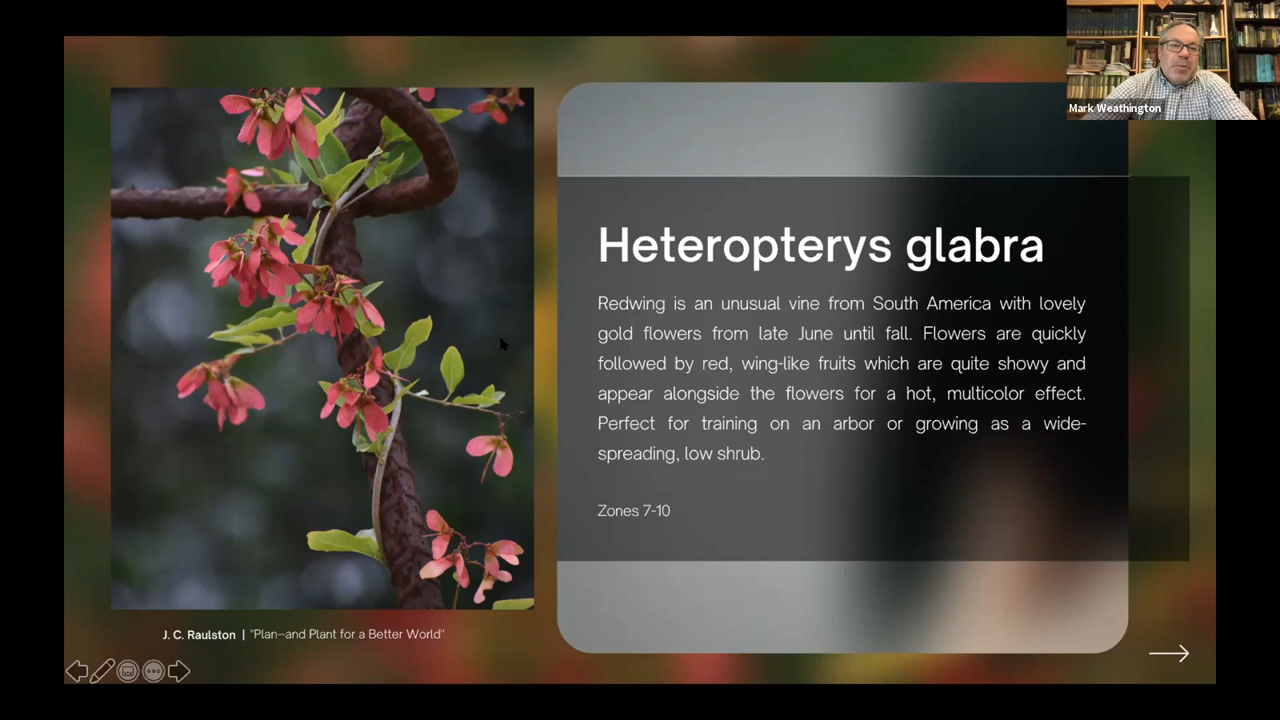 Mark Weathington
Heteropterys glabra
Redwing is an unusual vine from South America with lovely
gold flowers from late June until fall. Flowers are quickly
followed by red, wing-like fruits which are quite showy and
appear alongside the flowers for a hot, multicolor effect.
Perfect for training on an arbor or growing as a wide-
spreading, low shrub.
Zones 7-10
J. C. Raulston | "Plan—and Plant for a Better World"